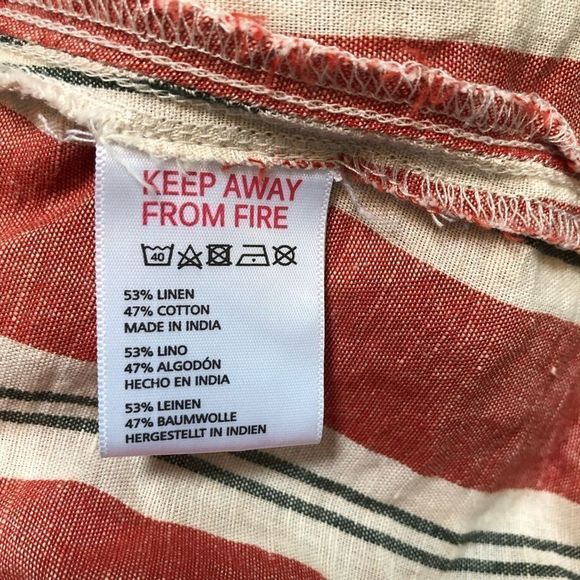 KEEP AWAY
FROM FIRE
40
53% LINEN
47% COTTON
MADE IN INDIA
53% LINO
47% ALGODÓN
HECHO EN INDIA
53% LEINEN
47% BAUMWOLLE
HERGESTELLT IN INDIEN